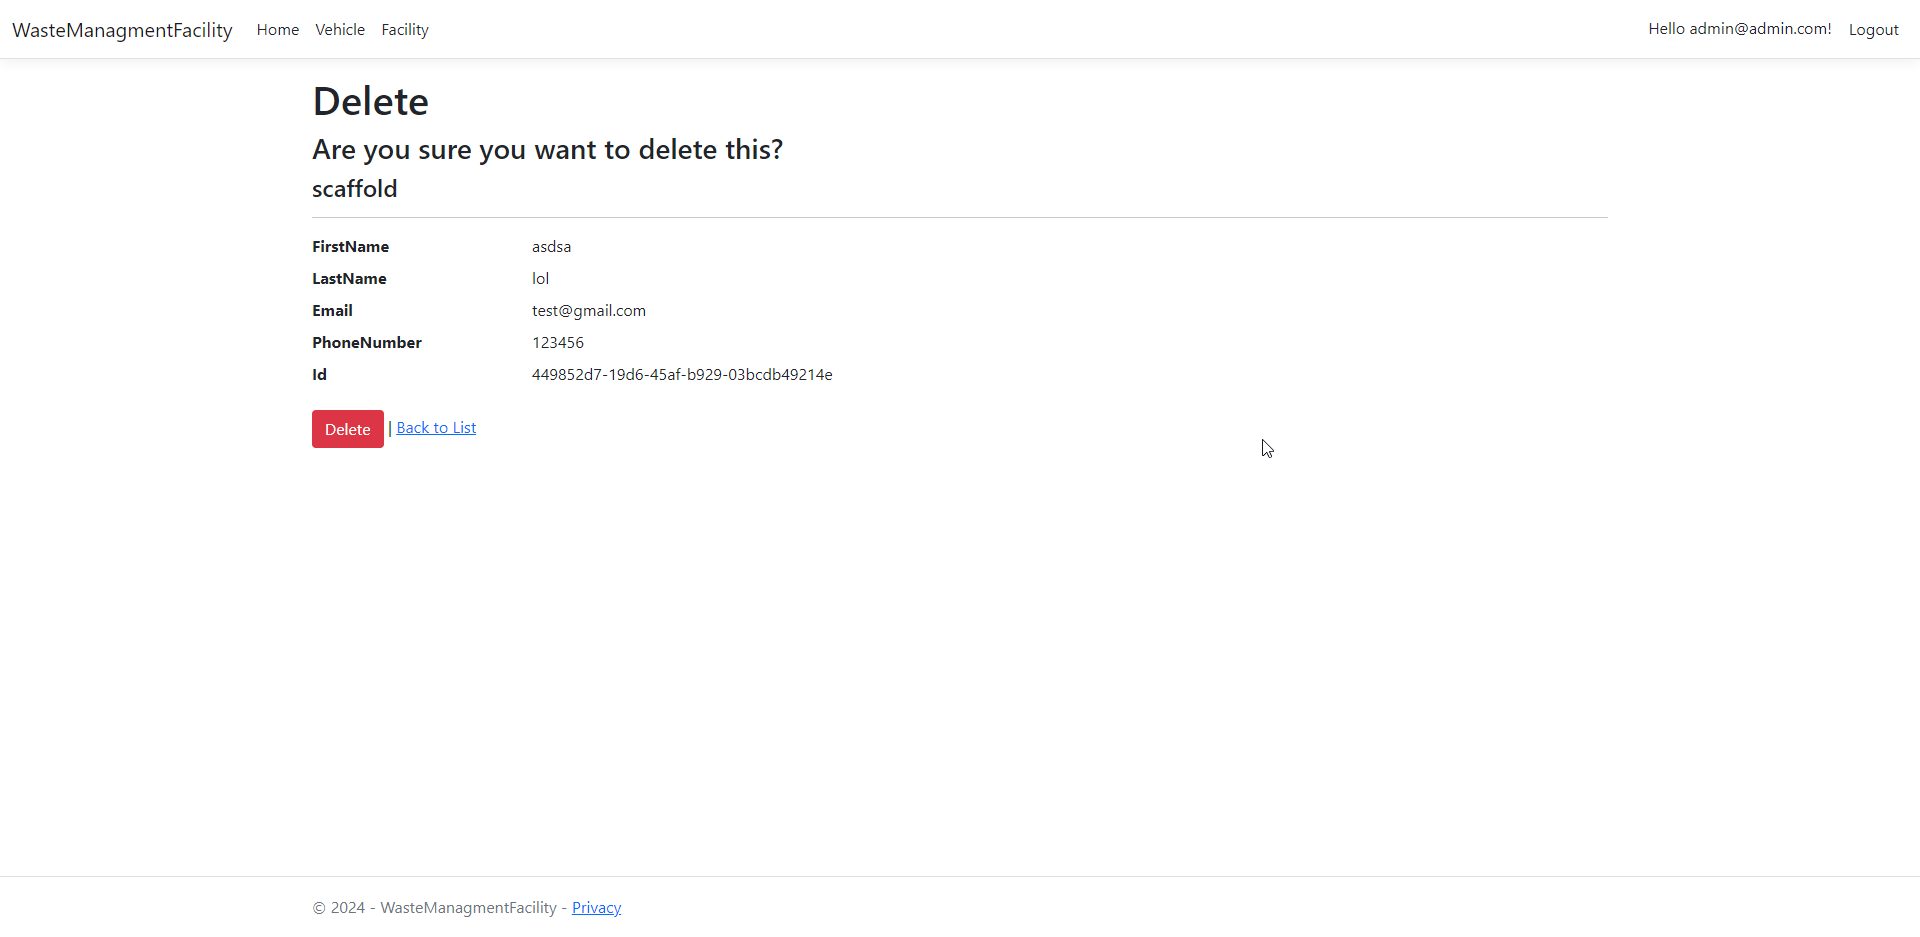 WasteManagmentFacility Home Vehicle Facility Hello admin@admin.com! Logout
Delete
Are you sure you want to delete this?
scaffold
FirstName asdsa
LastName lol
Email test@gmail.com
PhoneNumber 123456
Id 449852d7-19d6-45af-b929-03bcdb49214e
Delete | Back to List
© 2024 - WasteManagmentFacility - Privacy